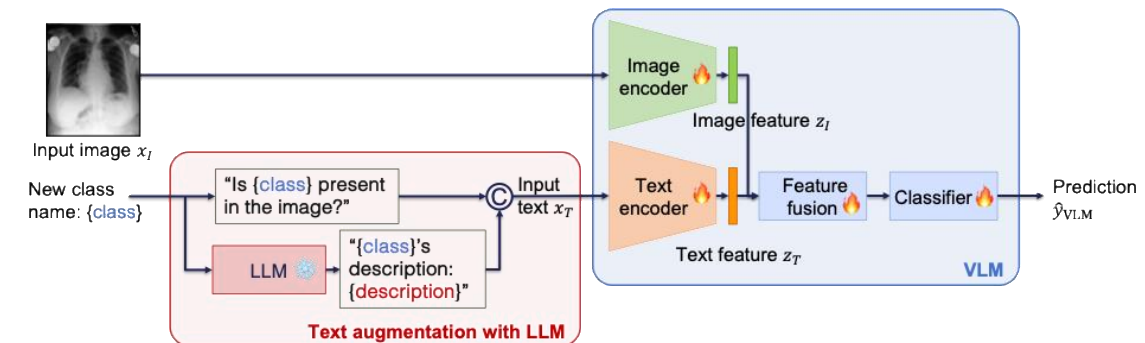 Image
encoder
Image feature z_I
Input image x_I
New class
name: {class}
“Is {class} present
in the image?”
©
Input
text x_T
Text
encoder
Feature
fusion
Classifier
Prediction
ŷ_VLM
LLM
“{class}’s
description:
{description}”
Text feature z_T
VLM
Text augmentation with LLM